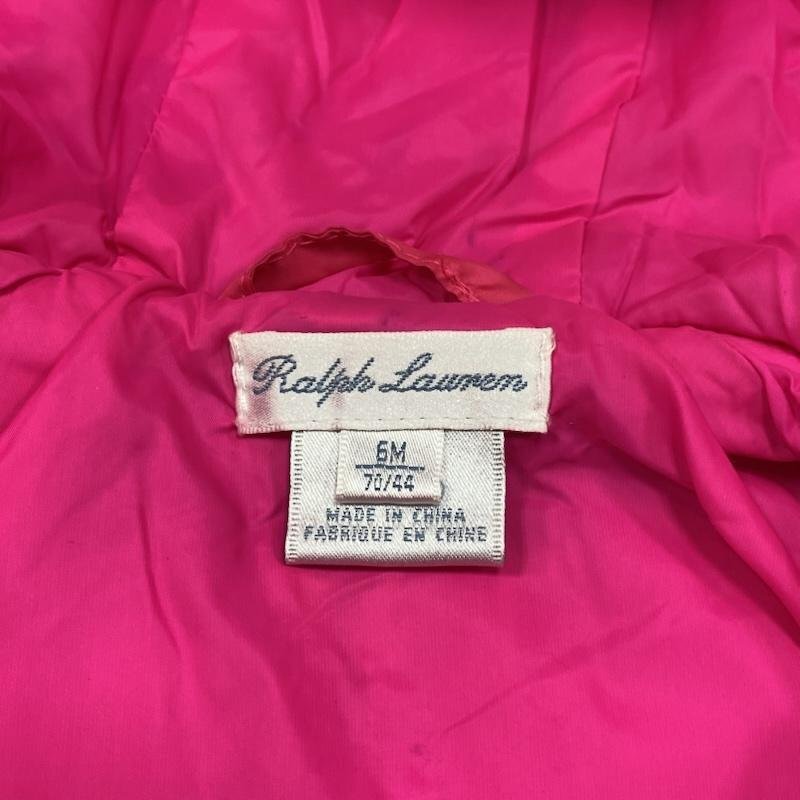 Ralph Lauren
6M
70/44
MADE IN CHINA
FABRIQUE EN CHINE